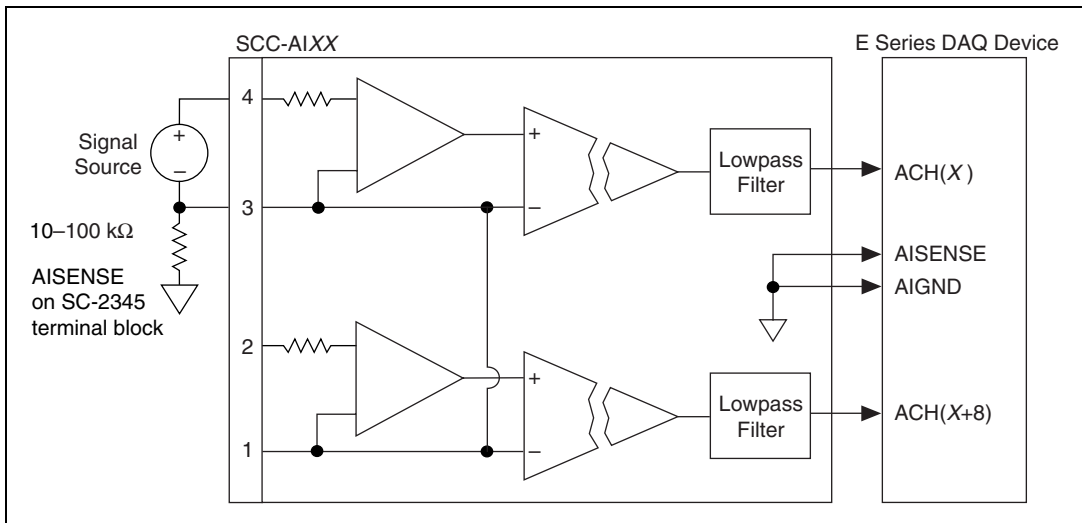 SCC-AIXX
E Series DAQ Device
4
Signal
Source
+
−
3
10–100 kΩ
AISENSE
on SC-2345
terminal block
2
1
+
−
Lowpass
Filter
ACH(X)
AISENSE
AIGND
+
−
Lowpass
Filter
ACH(X+8)